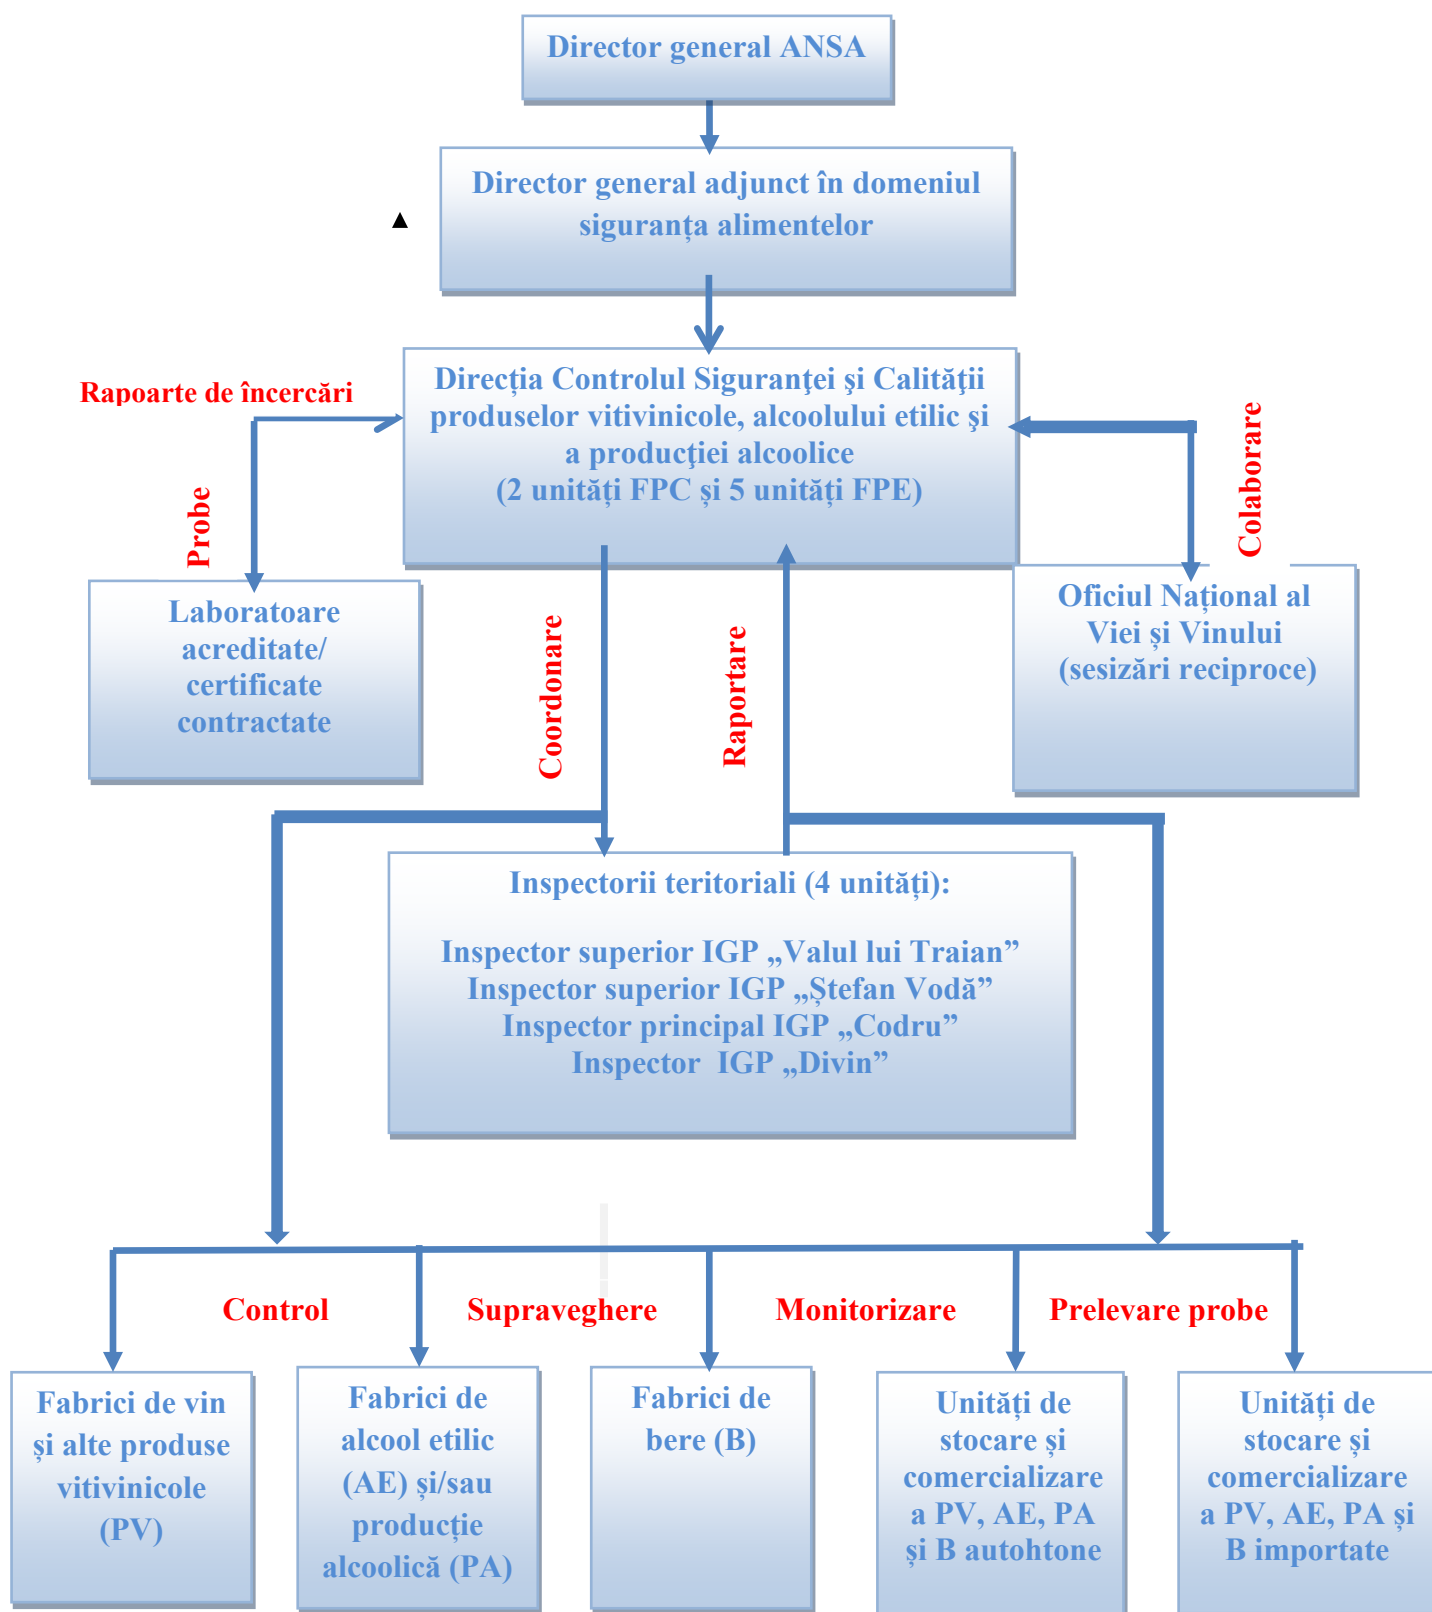 Director general ANSA
Director general adjunct în domeniul
siguranța alimentelor
Rapoarte de încercări
Direcția Controlul Siguranţei şi Calităţii
produselor vitivinicole, alcoolului etilic şi
a producţiei alcoolice
(2 unități FPC și 5 unități FPE)
Probe
Colaborare
Laboratoare
acreditate/
certificate
contractate
Oficiul Național al
Viei și Vinului
(sesizări reciproce)
Coordonare
Raportare
Inspectorii teritoriali (4 unități):
Inspector superior IGP „Valul lui Traian”
Inspector superior IGP „Ștefan Vodă”
Inspector principal IGP „Codru”
Inspector IGP „Divin”
Control
Supraveghere
Monitorizare
Prelevare probe
Fabrici de vin
și alte produse
vitivinicole
(PV)
Fabrici de
alcool etilic
(AE) și/sau
producție
alcoolică (PA)
Fabrici de
bere (B)
Unități de
stocare și
comercializare
a PV, AE, PA
și B autohtone
Unități de
stocare și
comercializare
a PV, AE, PA și
B importate